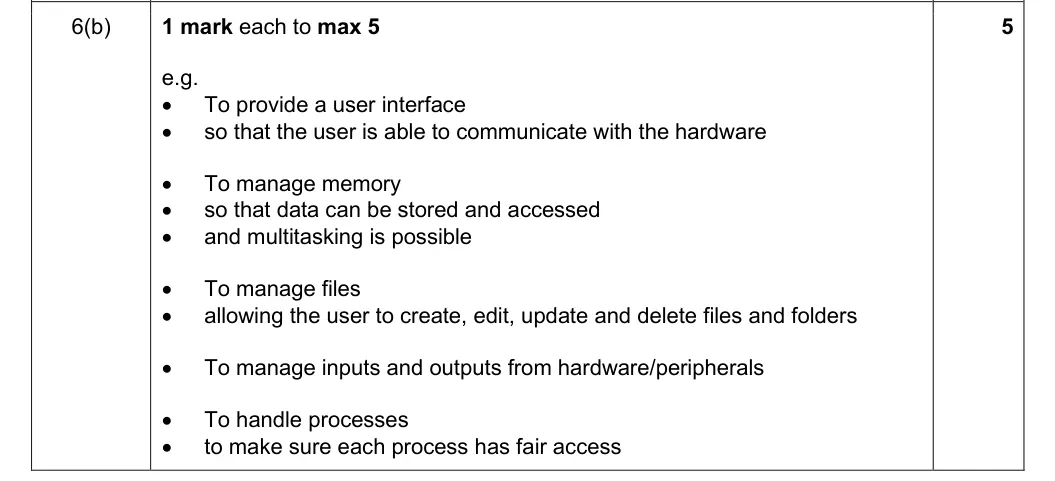 6(b) 1 mark each to max 5 5
e.g.
• To provide a user interface
• so that the user is able to communicate with the hardware
• To manage memory
• so that data can be stored and accessed
• and multitasking is possible
• To manage files
• allowing the user to create, edit, update and delete files and folders
• To manage inputs and outputs from hardware/peripherals
• To handle processes
• to make sure each process has fair access